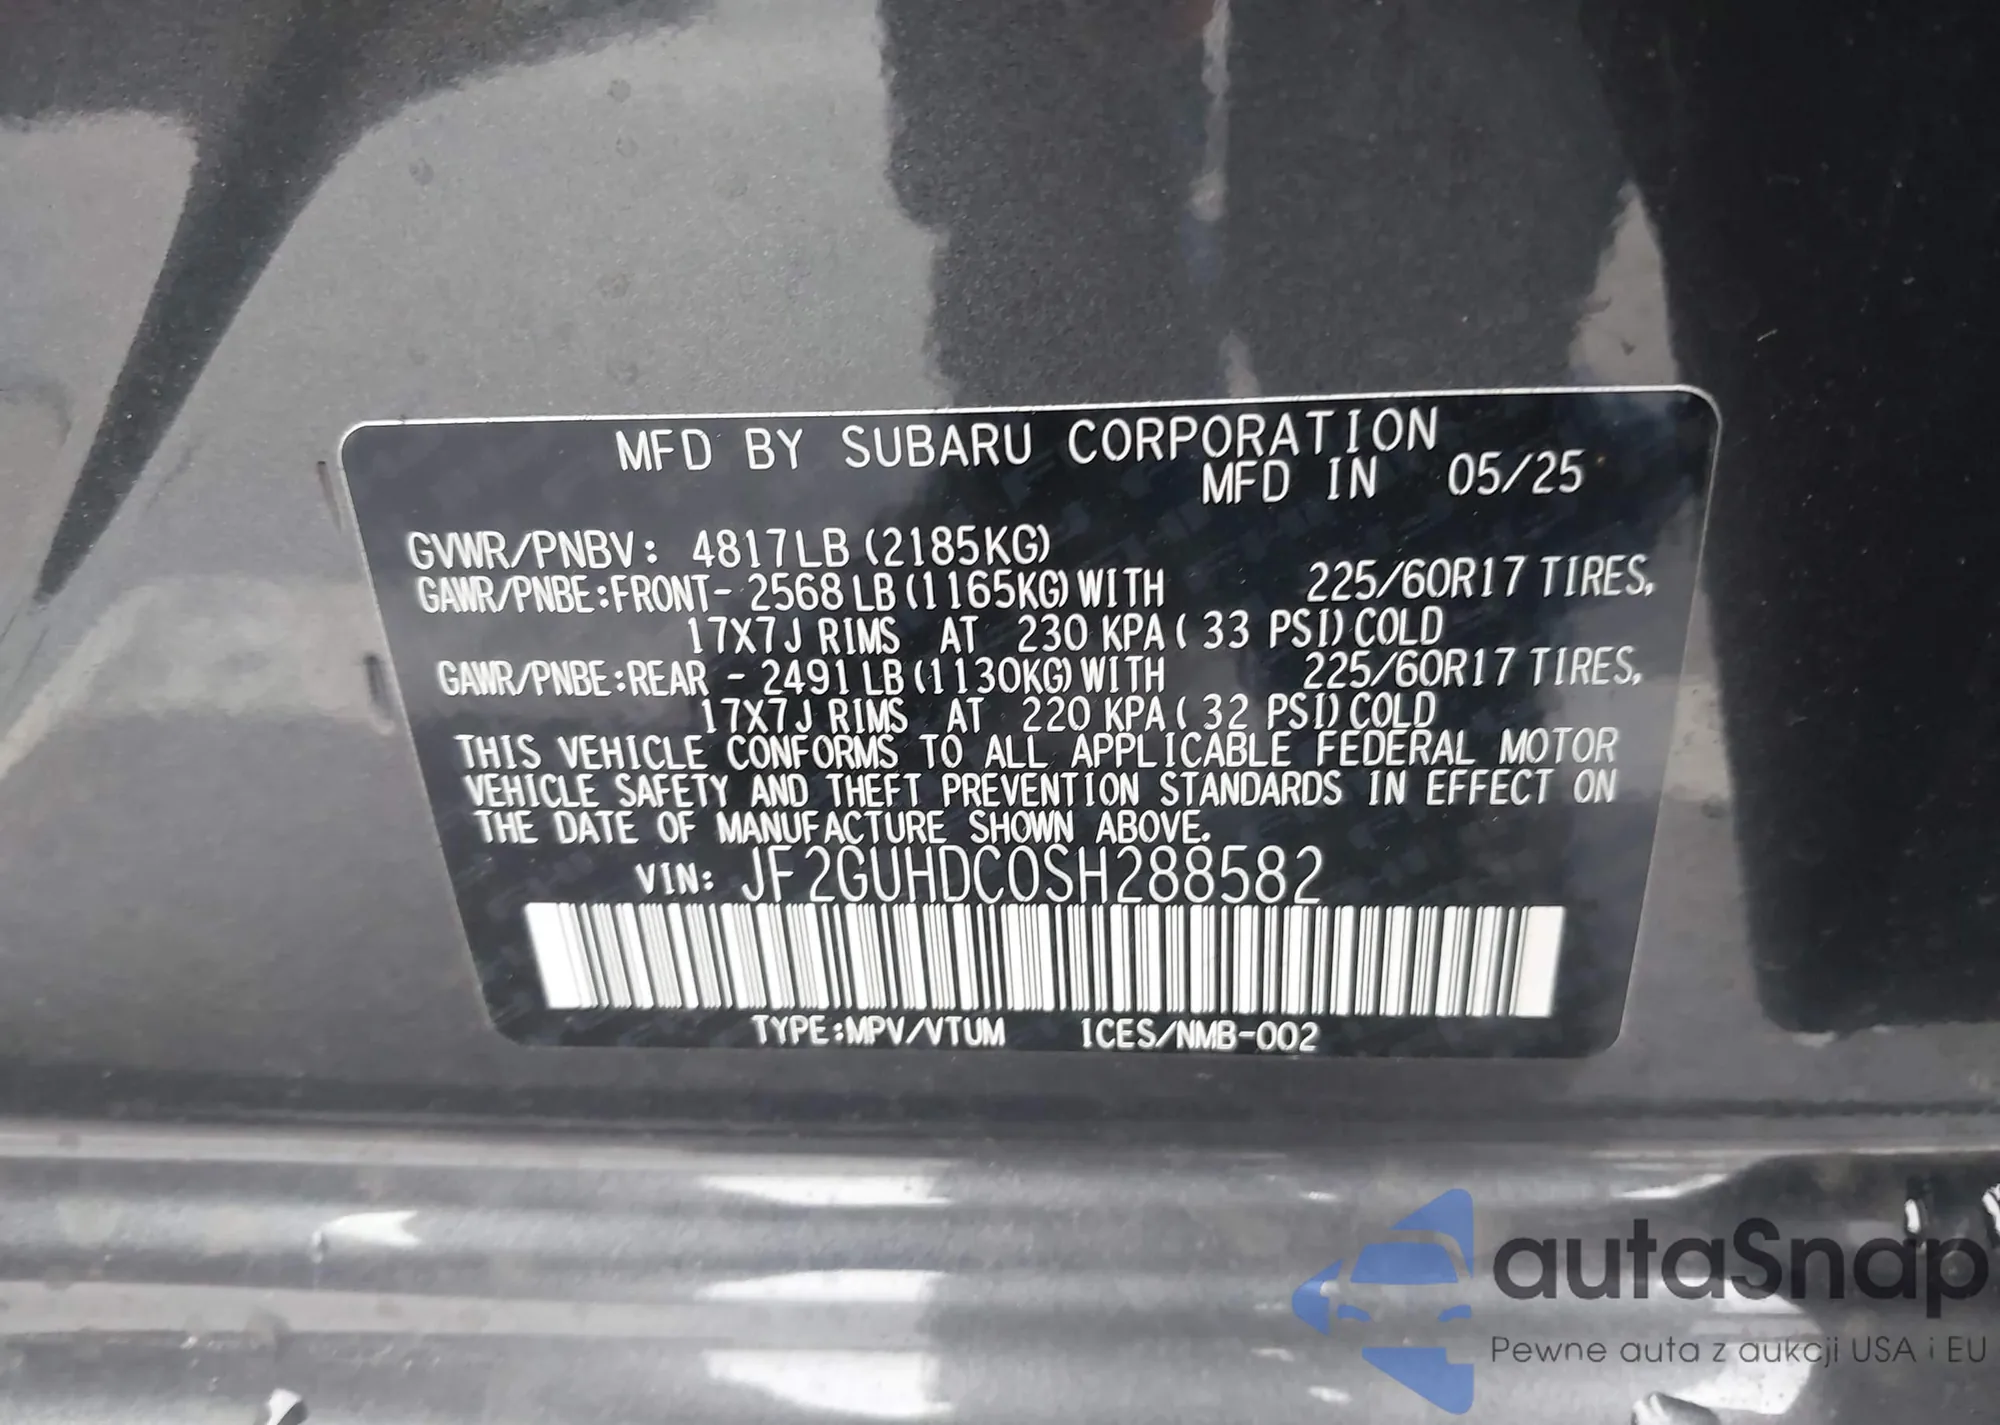 MFD BY SUBARU CORPORATION
MFD IN 05/25
GVWR/PNBV: 4817LB (2185KG)
GAWR/PNBE:FRONT- 2568 LB (1165KG) WITH 225/60R17 TIRES,
17X7J RIMS AT 230 KPA ( 33 PSI) COLD
GAWR/PNBE:REAR - 2491 LB (1130KG) WITH 225/60R17 TIRES,
17X7J RIMS AT 220 KPA ( 32 PSI) COLD
THIS VEHICLE CONFORMS TO ALL APPLICABLE FEDERAL MOTOR
VEHICLE SAFETY AND THEFT PREVENTION STANDARDS IN EFFECT ON
THE DATE OF MANUFACTURE SHOWN ABOVE.
VIN: JF2GUHDC0SH288582
TYPE:MPV/VTUM ICES/NMB-002
autaSnap
Pewne auta z aukcji USA i EU